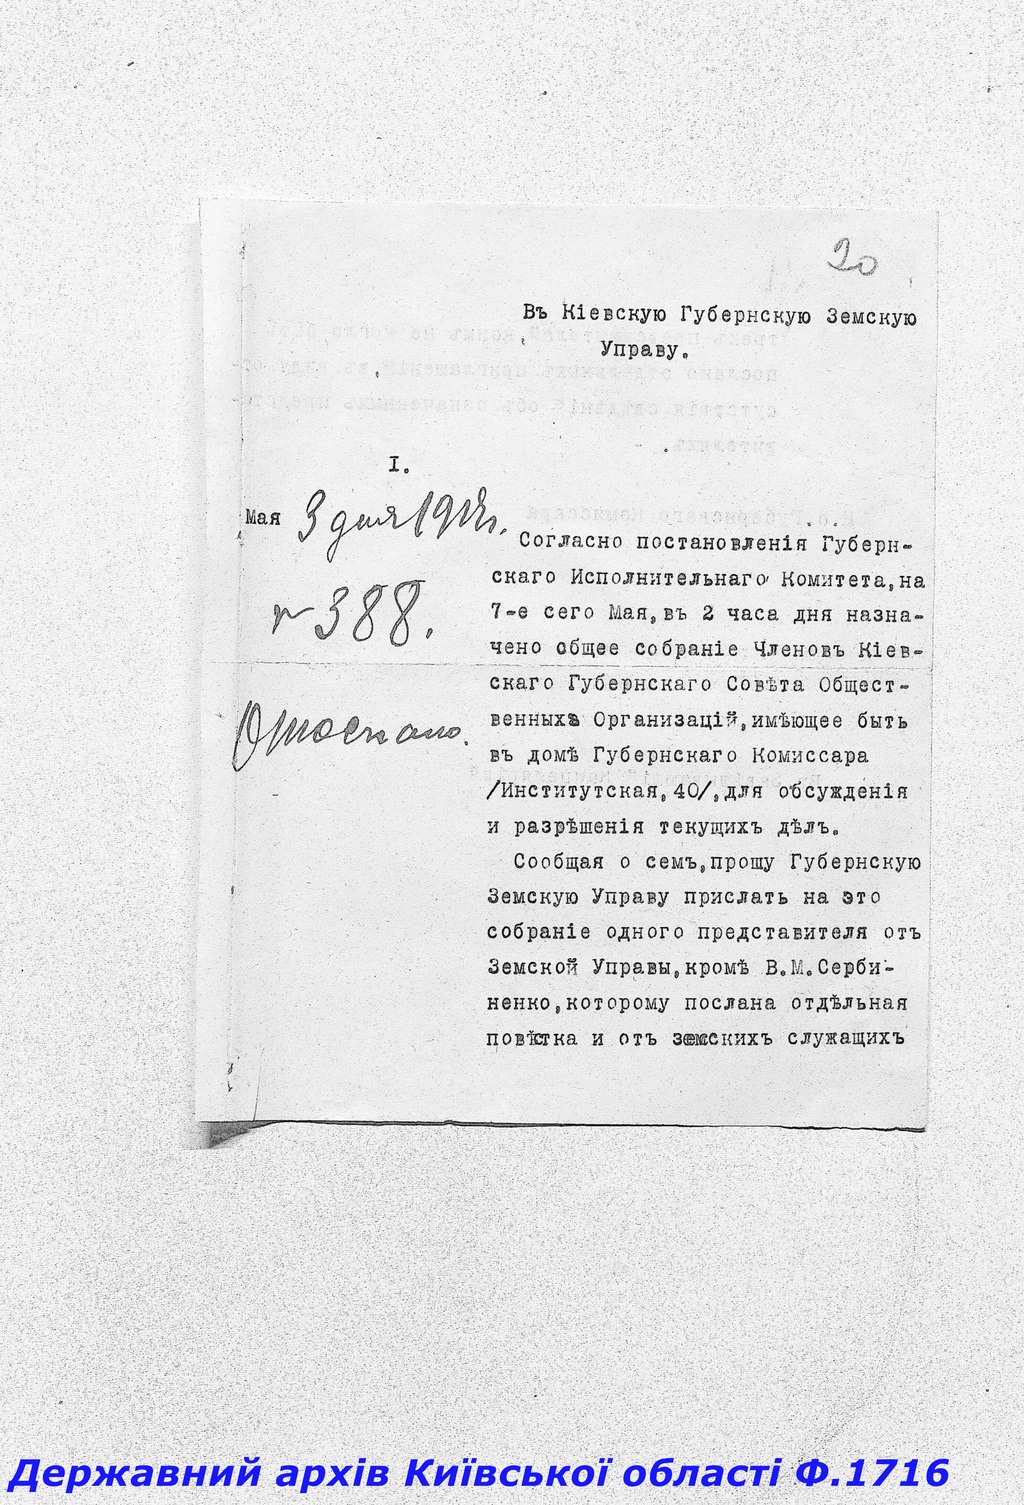 20
Въ Кіевскую Губернскую Земскую
Управу.
I.
Мая 3 дня 1917г.
№ 388.
Отослано.
Согласно постановленія Губерн-
скаго Исполнительнаго Комитета, на
7-е сего Мая, въ 2 часа дня назна-
чено общее собраніе Членовъ Кіев-
скаго Губернскаго Совѣта Общест-
венныхъ Организацій, имѣющее быть
въ домѣ Губернскаго Комиссара
/Институтская, 40/, для обсужденія
и разрѣшенія текущихъ дѣлъ.
Сообщая о семъ, прошу Губернскую
Земскую Управу прислать на это
собраніе одного представителя отъ
Земской Управы, кромѣ В.М.Серби-
ненко, которому послана отдѣльная
повѣстка и отъ земскихъ служащихъ
Державний архів Київської області Ф.1716